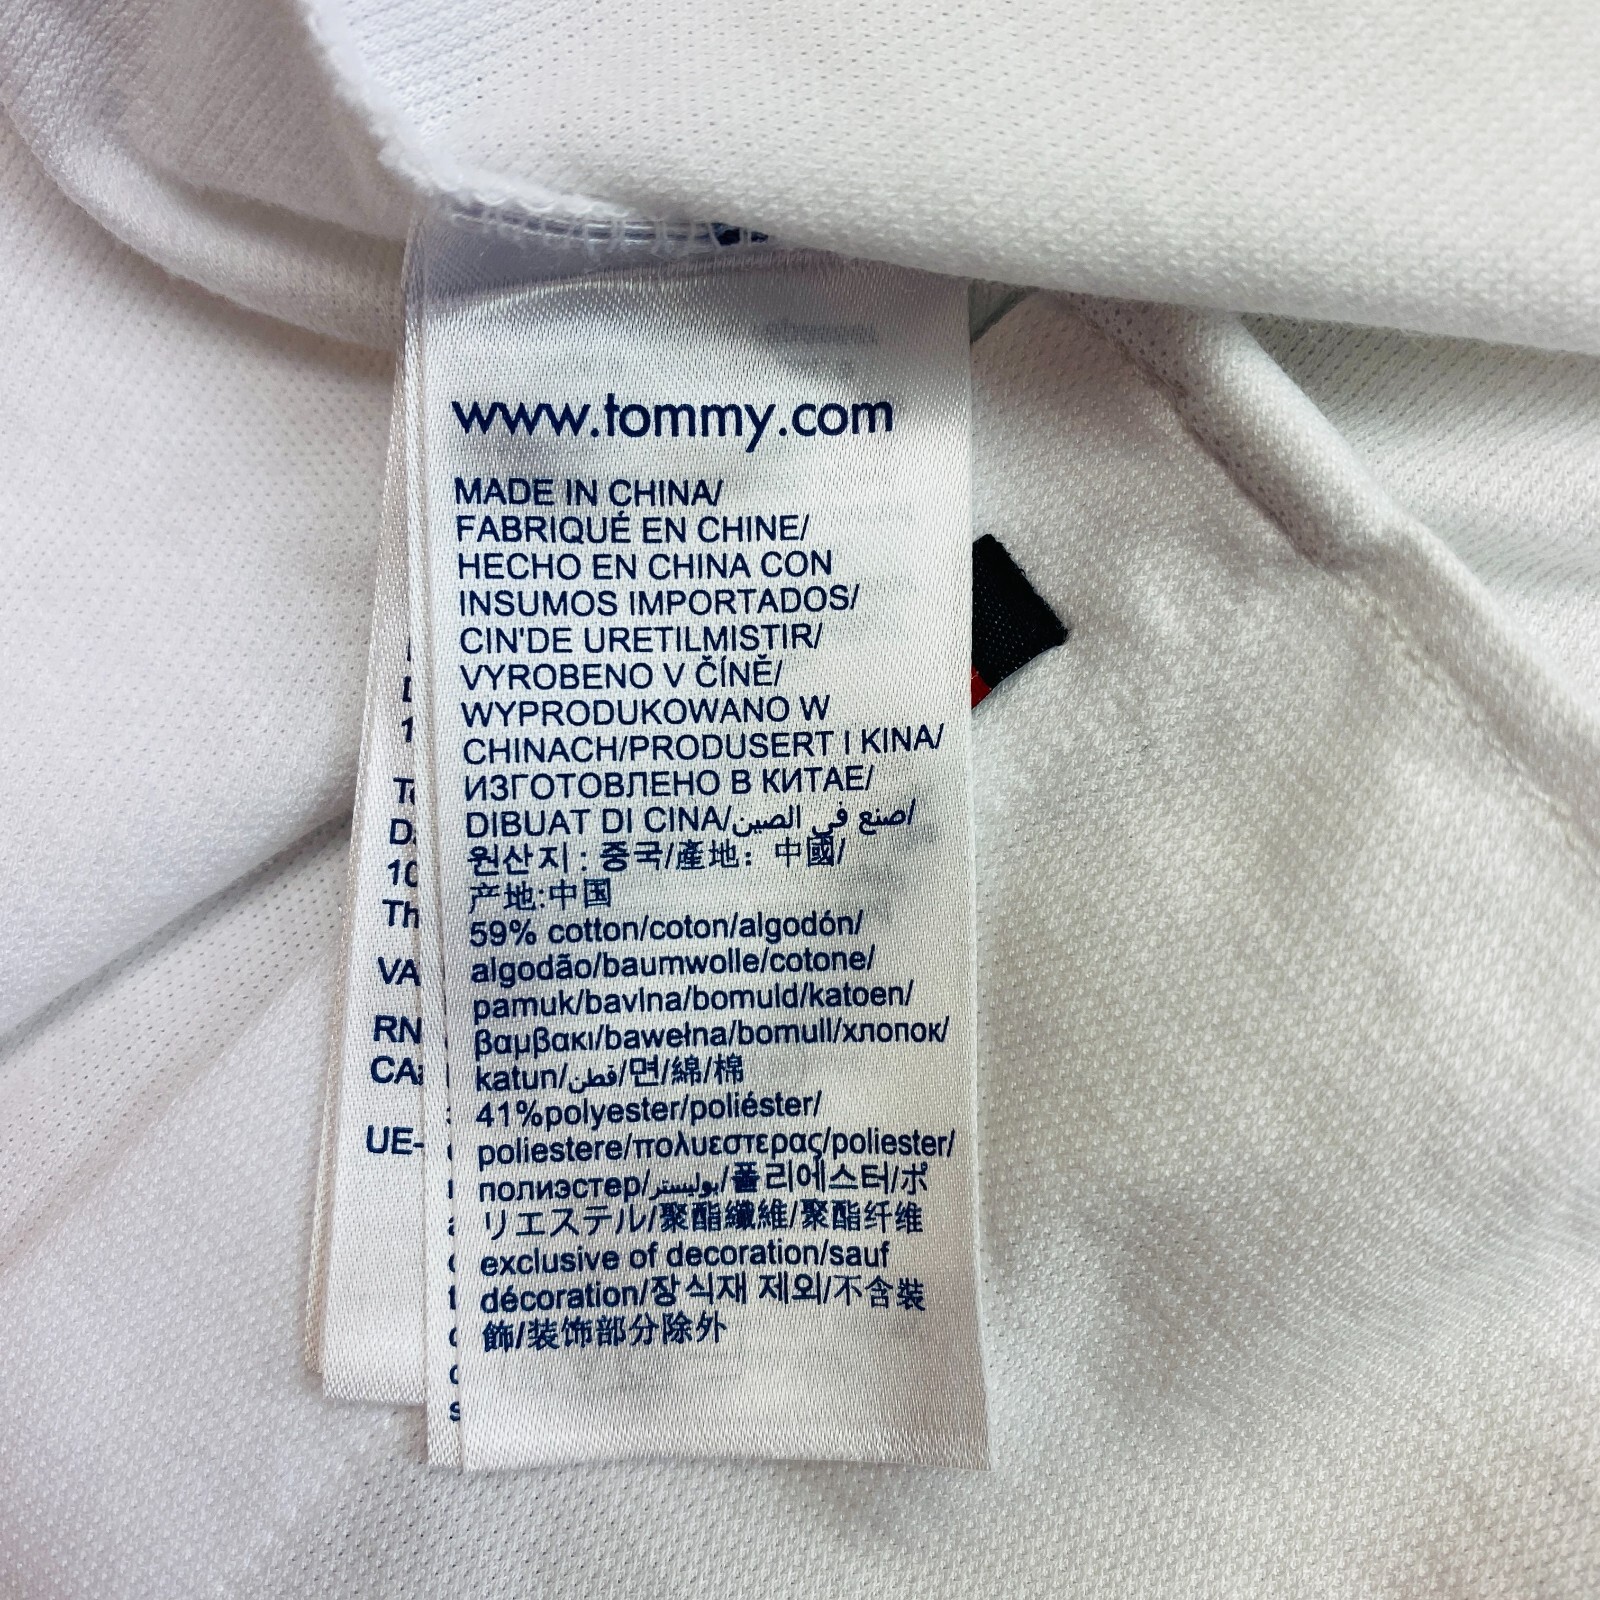 www.tommy.com
MADE IN CHINA/
FABRIQUÉ EN CHINE/
HECHO EN CHINA CON
INSUMOS IMPORTADOS/
CIN'DE URETILMISTIR/
VYROBENO V ČÍNĚ/
WYPRODUKOWANO W
CHINACH/PRODUSERT I KINA/
ИЗГОТОВЛЕНО В КИТАЕ/
DIBUAT DI CINA/صنع في الصين/
원산지 : 중국/產地: 中國/
产地:中国
59% cotton/coton/algodón/
algodão/baumwolle/cotone/
pamuk/bavlna/bomuld/katoen/
βαμβακι/bawełna/bomull/хлопок/
katun/قطن/면/綿/棉
41%polyester/poliéster/
poliestere/πολυεστερας/poliester/
полиэстер/بوليستر/폴리에스터/ポ
リエステル/聚酯纖維/聚酯纤维
exclusive of decoration/sauf
décoration/장식재 제외/不含裝
飾/装饰部分除外
VA
RN
UE-